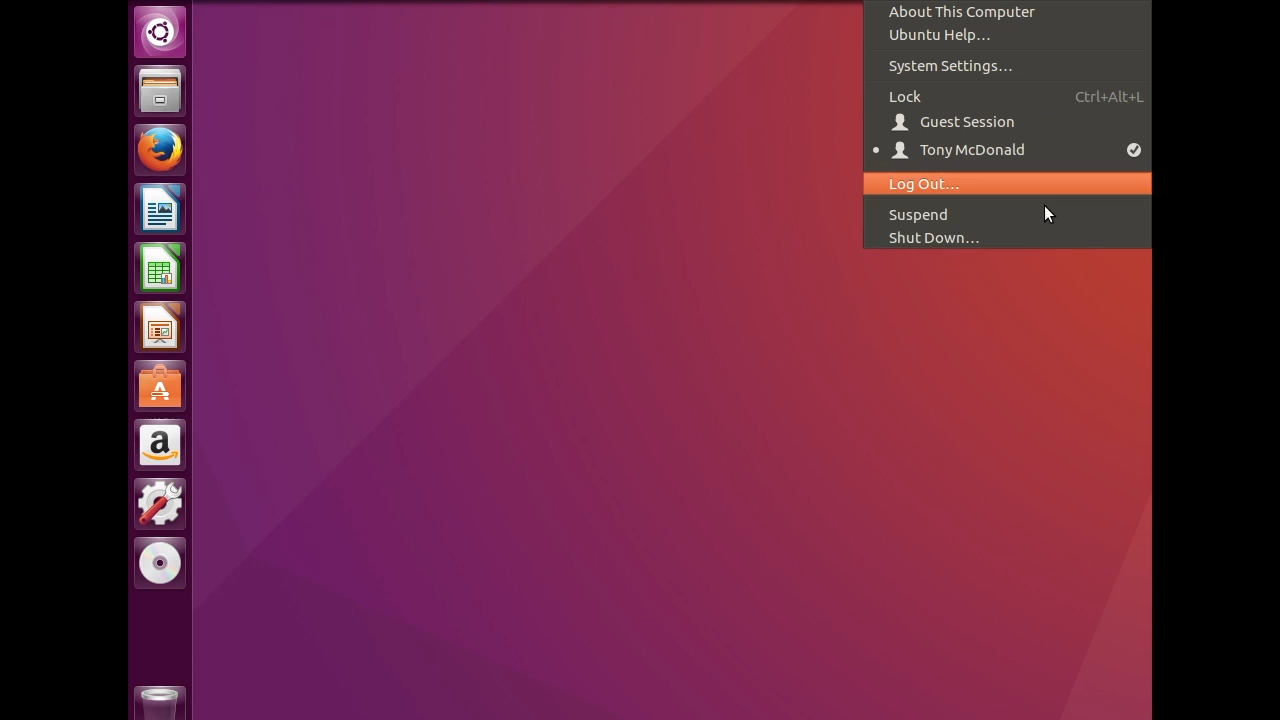 About This Computer
Ubuntu Help…
System Settings…
Lock Ctrl+Alt+L
Guest Session
Tony McDonald
Log Out…
Suspend
Shut Down…
A
a